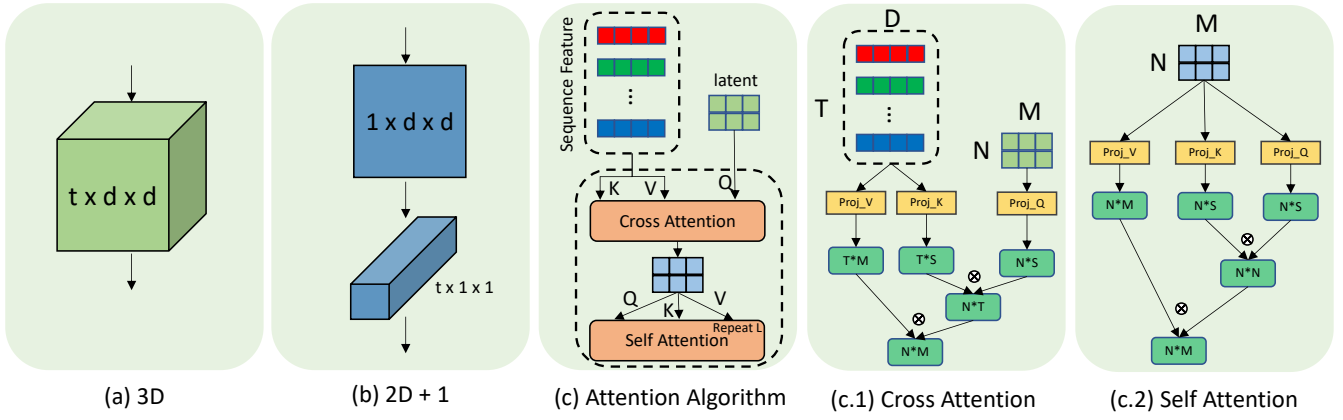 t x d x d
(a) 3D
1 x d x d
t x 1 x 1
(b) 2D + 1
Sequence Feature
...
latent
K
V
Q
Cross Attention
Q
K
V
Repeat L
Self Attention
(c) Attention Algorithm
D
T
...
M
N
Proj_V
Proj_K
Proj_Q
T*M
T*S
N*S
N*T
N*M
(c.1) Cross Attention
M
N
Proj_V
Proj_K
Proj_Q
N*M
N*S
N*S
N*N
N*M
(c.2) Self Attention